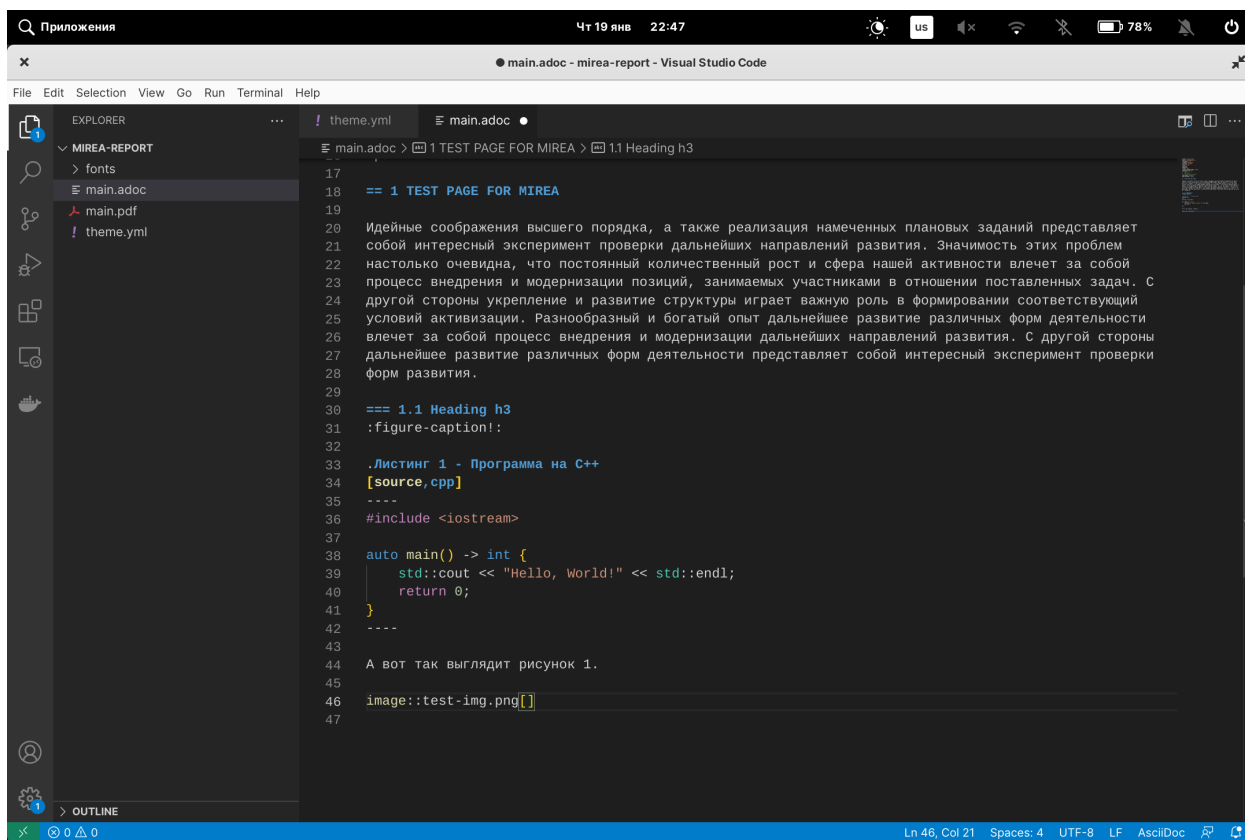 Приложения
Чт 19 янв 22:47
us
78%
main.adoc - mirea-report - Visual Studio Code
File Edit Selection View Go Run Terminal Help
EXPLORER
MIREA-REPORT
fonts
main.adoc
main.pdf
theme.yml
OUTLINE
theme.yml
main.adoc
main.adoc > 1 TEST PAGE FOR MIREA > 1.1 Heading h3
17
18 == 1 TEST PAGE FOR MIREA
19
20 Идейные соображения высшего порядка, а также реализация намеченных плановых заданий представляет
21 собой интересный эксперимент проверки дальнейших направлений развития. Значимость этих проблем
22 настолько очевидна, что постоянный количественный рост и сфера нашей активности влечет за собой
23 процесс внедрения и модернизации позиций, занимаемых участниками в отношении поставленных задач. С
24 другой стороны укрепление и развитие структуры играет важную роль в формировании соответствующий
25 условий активизации. Разнообразный и богатый опыт дальнейшее развитие различных форм деятельности
26 влечет за собой процесс внедрения и модернизации дальнейших направлений развития. С другой стороны
27 дальнейшее развитие различных форм деятельности представляет собой интересный эксперимент проверки
28 форм развития.
29
30 === 1.1 Heading h3
31 :figure-caption!:
32
33 .Листинг 1 - Программа на C++
34 [source,cpp]
35 ----
36 #include <iostream>
37
38 auto main() -> int {
39     std::cout << "Hello, World!" << std::endl;
40     return 0;
41 }
42 ----
43
44 А вот так выглядит рисунок 1.
45
46 image::test-img.png[]
47
1
1
0 0
Ln 46, Col 21 Spaces: 4 UTF-8 LF AsciiDoc